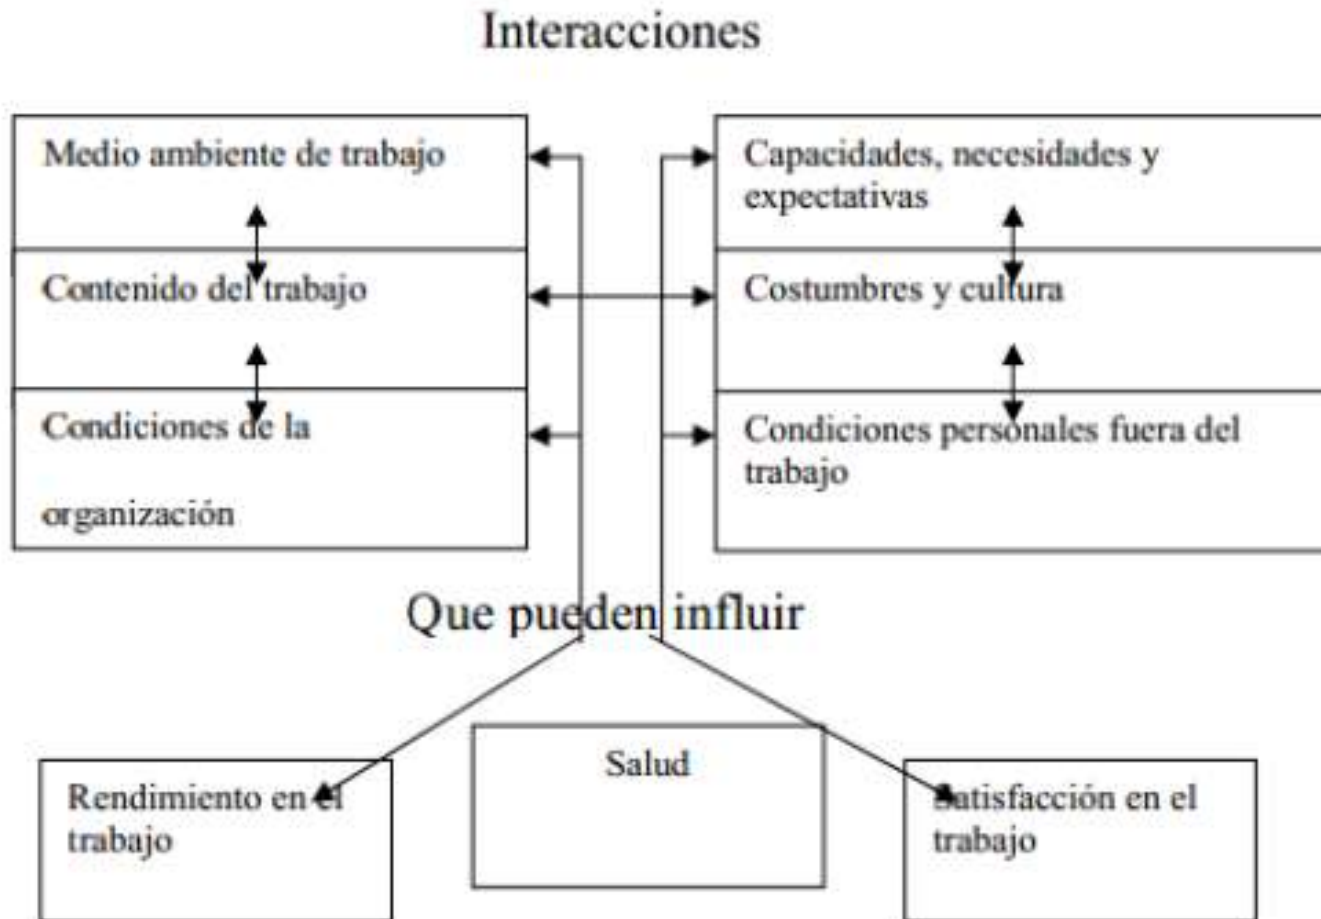 Interacciones
Medio ambiente de trabajo
Contenido del trabajo
Condiciones de la
organización
Capacidades, necesidades y
expectativas
Costumbres y cultura
Condiciones personales fuera del
trabajo
Que pueden influir
Rendimiento en el
trabajo
Salud
Satisfacción en el
trabajo